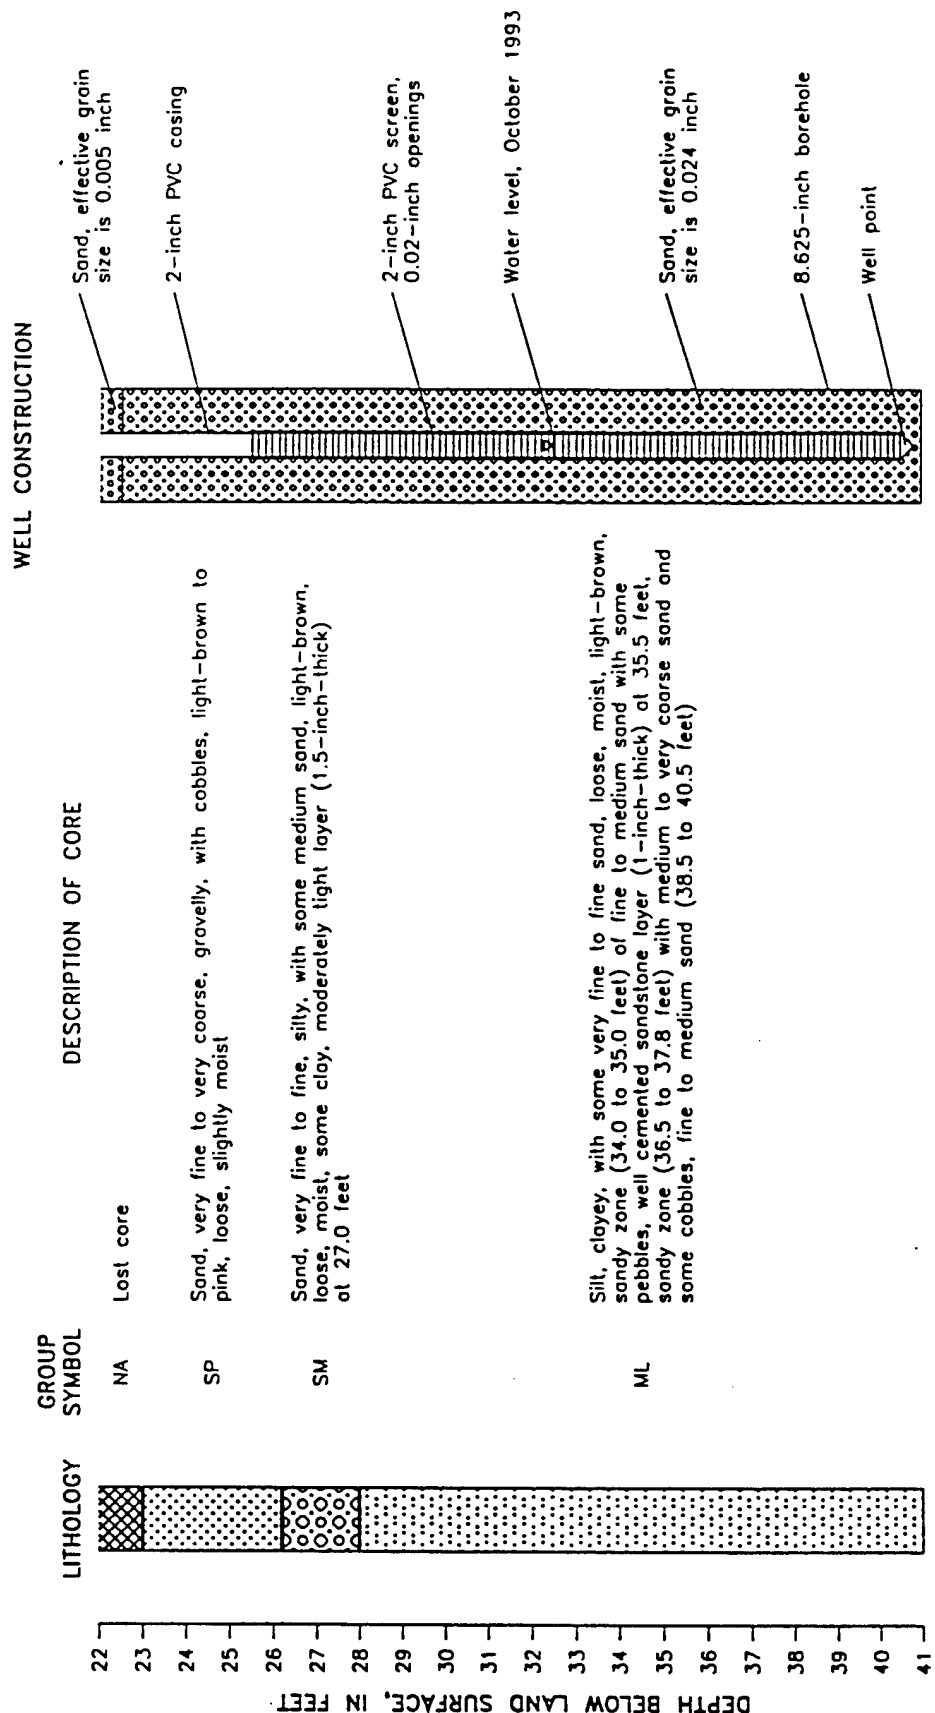 WELL CONSTRUCTION
Sand, effective grain
size is 0.005 inch
2-inch PVC casing
2-inch PVC screen,
0.02-inch openings
Water level, October 1993
Sand, effective grain
size is 0.024 inch
8.625-inch borehole
Well point
DESCRIPTION OF CORE
Lost core
Sand, very fine to very coarse, gravelly, with cobbles, light-brown to
pink, loose, slightly moist
Sand, very fine to fine, silty, with some medium sand, light-brown,
loose, moist, some clay, moderately tight layer (1.5-inch-thick)
at 27.0 feet
Silt, clayey, with some very fine to fine sand, loose, moist, light-brown,
sandy zone (34.0 to 35.0 feet) of fine to medium sand with some
pebbles, well cemented sandstone layer (1-inch-thick) at 35.5 feet,
sandy zone (36.5 to 37.8 feet) with medium to very coarse sand and
some cobbles, fine to medium sand (38.5 to 40.5 feet)
GROUP
SYMBOL
NA
SP
SM
ML
LITHOLOGY
22
23
24
25
26
27
28
29
30
31
32
33
34
35
36
37
38
39
40
41
DEPTH BELOW LAND SURFACE, IN FEET